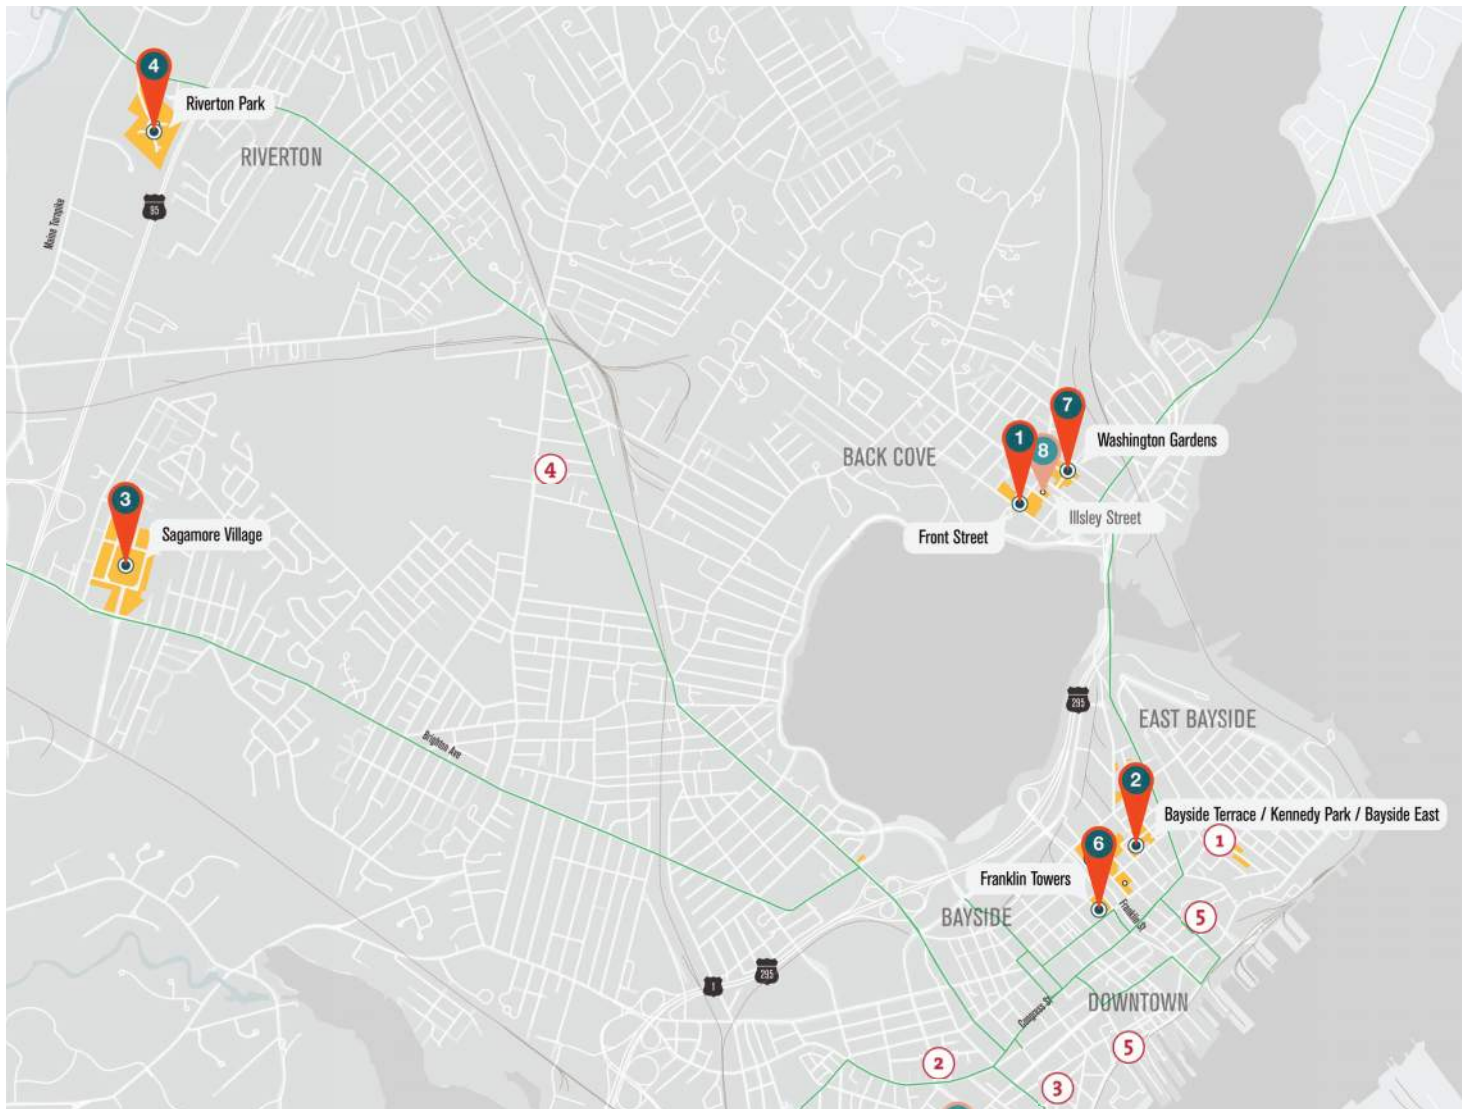 4
Riverton Park
RIVERTON
95
Maine Turnpike
7
1
8
Washington Gardens
BACK COVE
4
3
Illsley Street
Sagamore Village
Front Street
295
EAST BAYSIDE
Brighton Ave
2
Bayside Terrace / Kennedy Park / Bayside East
1
6
Franklin Towers
Franklin St
BAYSIDE
5
295
1
DOWNTOWN
Congress St
5
2
3